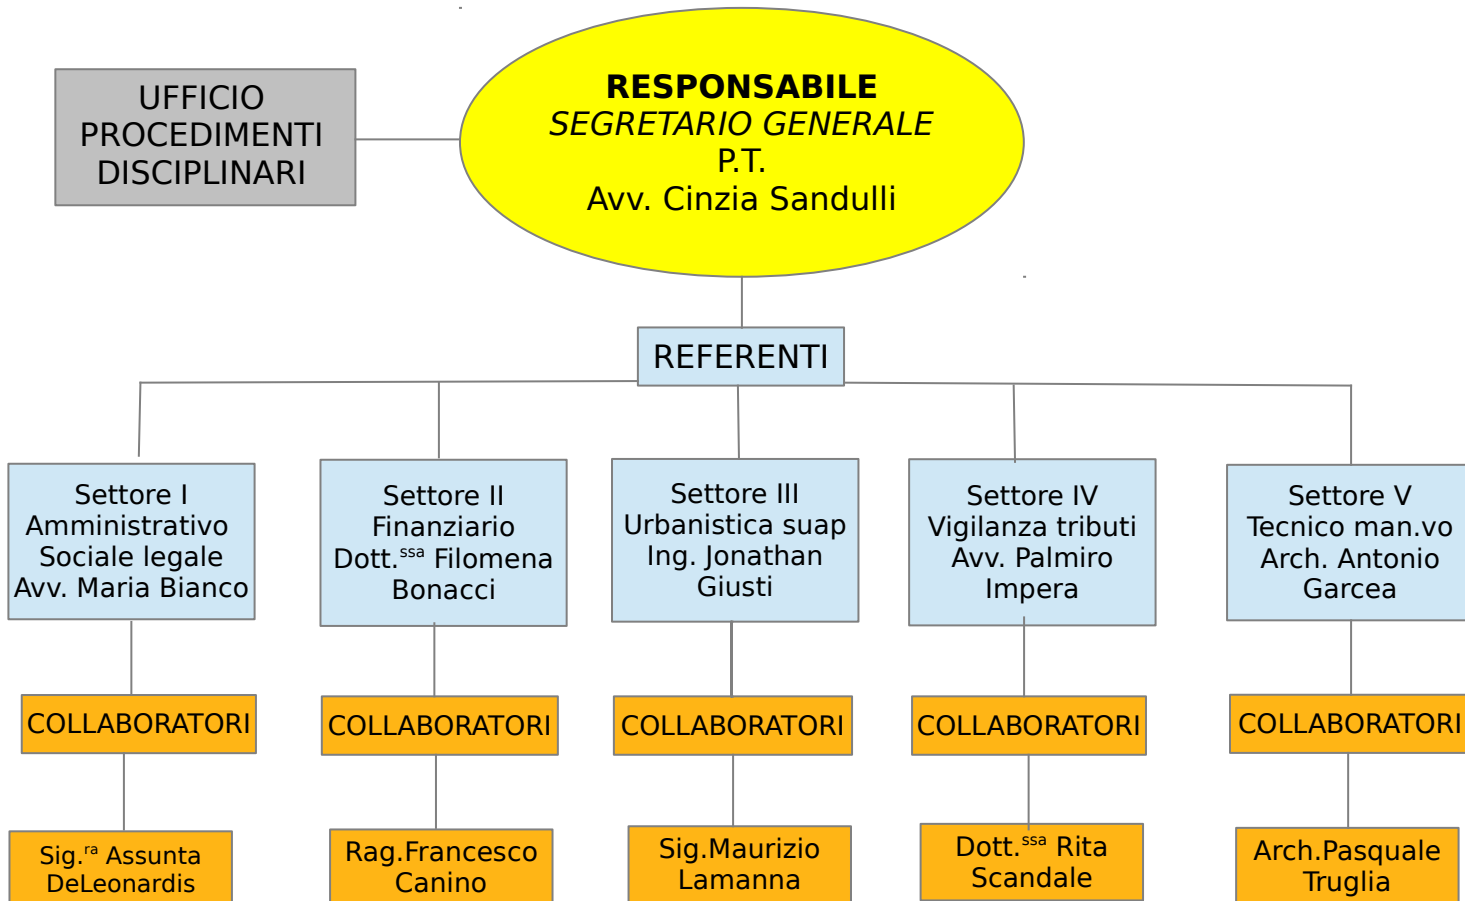 UFFICIO
PROCEDIMENTI
DISCIPLINARI
RESPONSABILE
SEGRETARIO GENERALE
P.T.
Avv. Cinzia Sandulli
REFERENTI
Settore I
Amministrativo
Sociale legale
Avv. Maria Bianco
Settore II
Finanziario
Dott.ssa Filomena
Bonacci
Settore III
Urbanistica suap
Ing. Jonathan
Giusti
Settore IV
Vigilanza tributi
Avv. Palmiro
Impera
Settore V
Tecnico man.vo
Arch. Antonio
Garcea
COLLABORATORI
COLLABORATORI
COLLABORATORI
COLLABORATORI
COLLABORATORI
Sig.ra Assunta
DeLeonardis
Rag.Francesco
Canino
Sig.Maurizio
Lamanna
Dott.ssa Rita
Scandale
Arch.Pasquale
Truglia